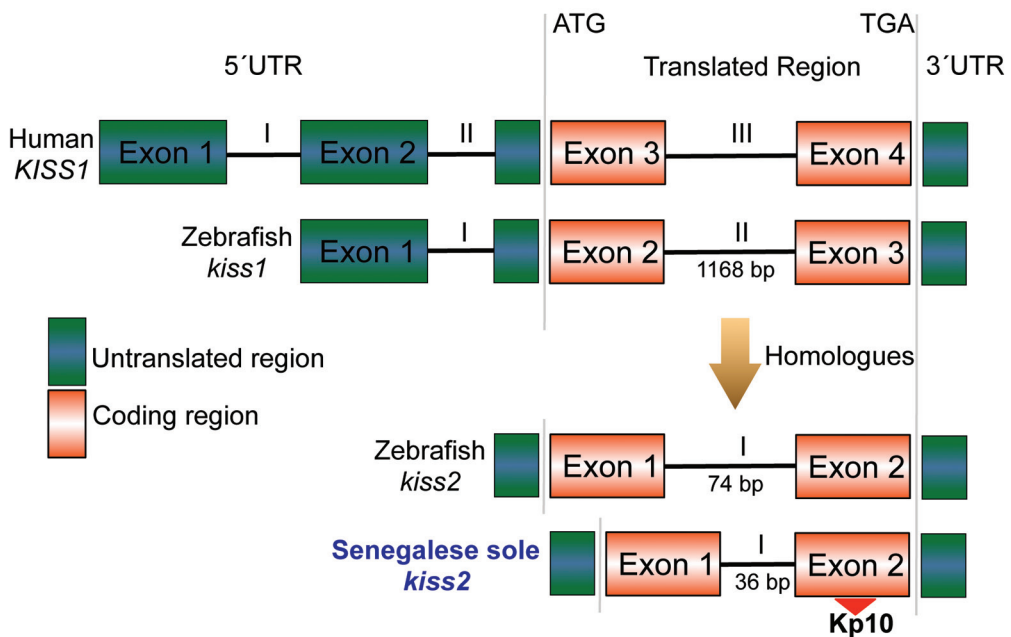 ATG
TGA
5´UTR
Translated Region
3´UTR
Human
KISS1
Exon 1
I
Exon 2
II
Exon 3
III
Exon 4
Zebrafish
kiss1
Exon 1
I
Exon 2
II
1168 bp
Exon 3
Untranslated region
Coding region
Homologues
Zebrafish
kiss2
Exon 1
I
74 bp
Exon 2
Senegalese sole
kiss2
Exon 1
I
36 bp
Exon 2
Kp10